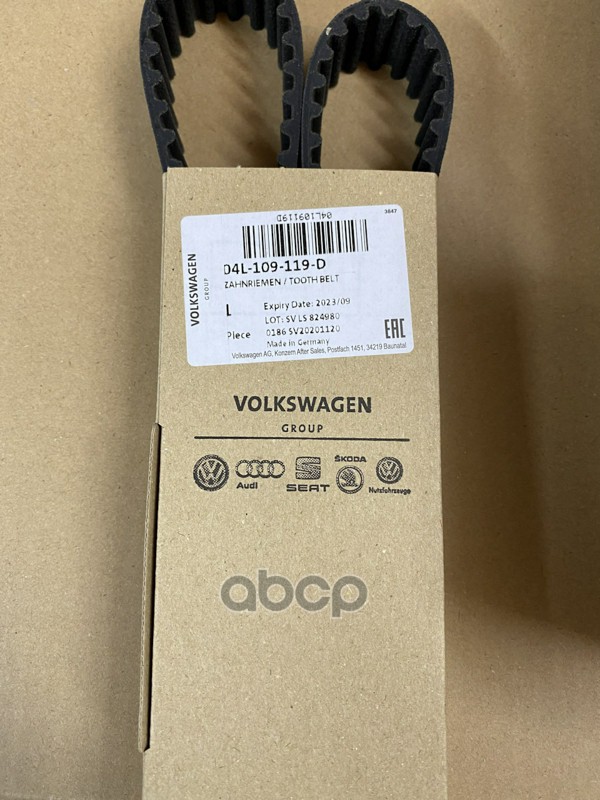 04L109119D
3847
VOLKSWAGEN
GROUP
04L-109-119-D
ZAHNRIEMEN / TOOTH BELT
L
Expiry Date: 2023/09
LOT: SV LS 824980
Piece
0186 SV20201120
Made in Germany
EAC
Volkswagen AG, Konzern After Sales, Postfach 1451, 34219 Baunatal
VOLKSWAGEN
GROUP
Audi
SEAT
ŠKODA
Nutzfahrzeuge
abcp